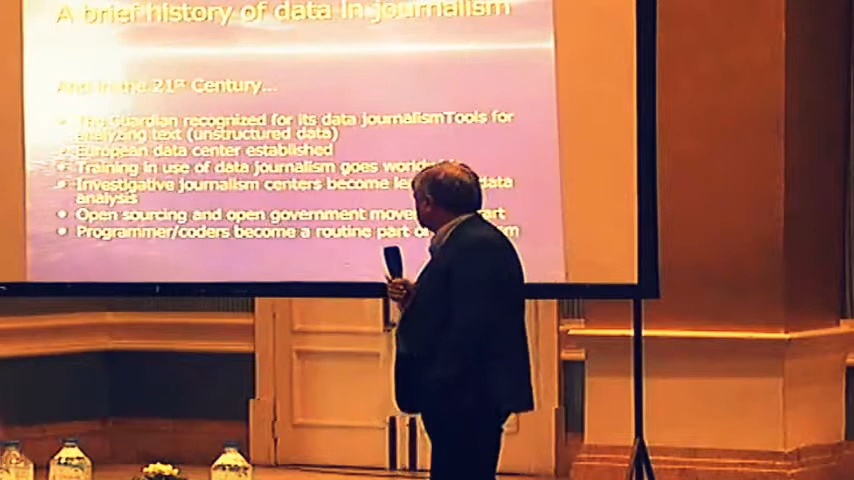 A brief history of data in journalism
And in the 21st Century...
• The Guardian recognized for its data journalismTools for
analyzing text (unstructured data)
• European data center established
• Training in use of data journalism goes
• Investigative journalism centers become data
analysis
• Open sourcing and open government
• Programmer/coders become a routine part